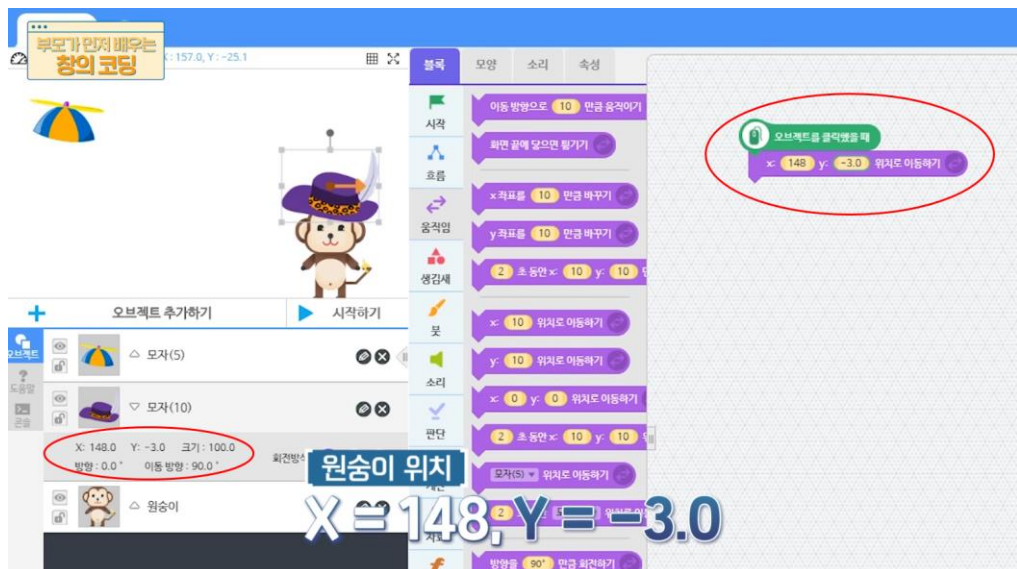 부모가 먼저 배우는
창의 코딩
: 157.0, Y : -25.1
오브젝트 추가하기
시작하기
오브젝트
도움말
콘솔
모자(5)
모자(10)
X: 148.0 Y: -3.0 크기 : 100.0
방향 : 0.0 ° 이동 방향 : 90.0 °
회전방식
원숭이
블록 모양 소리 속성
시작
흐름
움직임
생김새
붓
소리
판단
이동 방향으로 10 만큼 움직이기
화면 끝에 닿으면 튕기기
x 좌표를 10 만큼 바꾸기
y 좌표를 10 만큼 바꾸기
2 초 동안 x: 10 y: 10
x: 10 위치로 이동하기
y: 10 위치로 이동하기
x: 0 y: 0 위치로 이동하기
2 초 동안 x: 10 y: 10
모자(5) 위치로 이동하기
2
방향을 90° 만큼 회전하기
오브젝트를 클릭했을 때
x: 148 y: -3.0 위치로 이동하기
원숭이 위치
X = 148, Y = -3.0